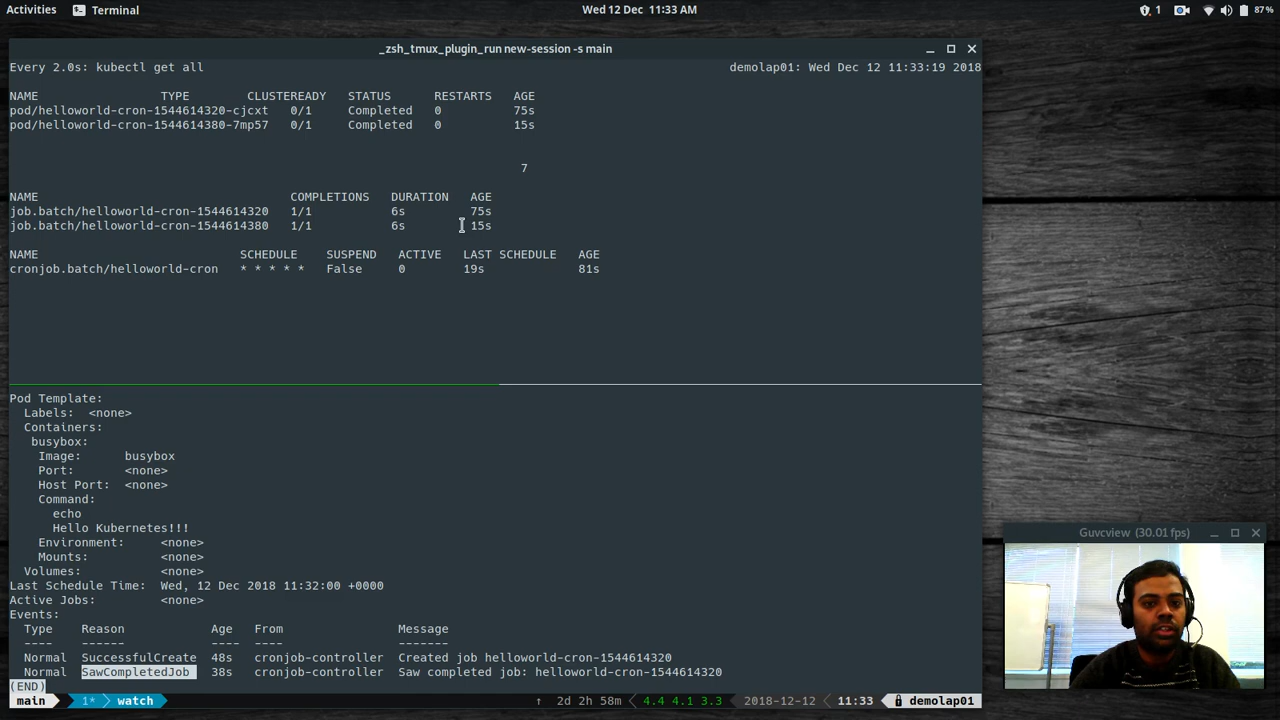 Activities Terminal Wed 12 Dec 11:33 AM 1 87%
_zsh_tmux_plugin_run new-session -s main
Every 2.0s: kubectl get all demolap01: Wed Dec 12 11:33:19 2018
NAME TYPE CLUSTEREADY STATUS RESTARTS AGE
pod/helloworld-cron-1544614320-cjcxt 0/1 Completed 0 75s
pod/helloworld-cron-1544614380-7mp57 0/1 Completed 0 15s
7
NAME COMPLETIONS DURATION AGE
job.batch/helloworld-cron-1544614320 1/1 6s 75s
job.batch/helloworld-cron-1544614380 1/1 6s 15s
NAME SCHEDULE SUSPEND ACTIVE LAST SCHEDULE AGE
cronjob.batch/helloworld-cron * * * * * False 0 19s 81s
Pod Template:
Labels: <none>
Containers:
busybox:
Image: busybox
Port: <none>
Host Port: <none>
Command:
echo
Hello Kubernetes!!!
Environment: <none>
Mounts: <none>
Volumes: <none>
Last Schedule Time: Wed, 12 Dec 2018 11:32:00 +0000
Active Jobs: <none>
Events:
Type Reason Age From Message
---- ------ ---- ---- -------
Normal SuccessfulCreate 48s cronjob-controller Created job helloworld-cron-1544614320
Normal SawCompletedJob 38s cronjob-controller Saw completed job: helloworld-cron-1544614320
(END)
main 1* watch ↑ 2d 2h 58m 4.4 4.1 3.3 2018-12-12 11:33 demolap01
Guvcview (30.01 fps)